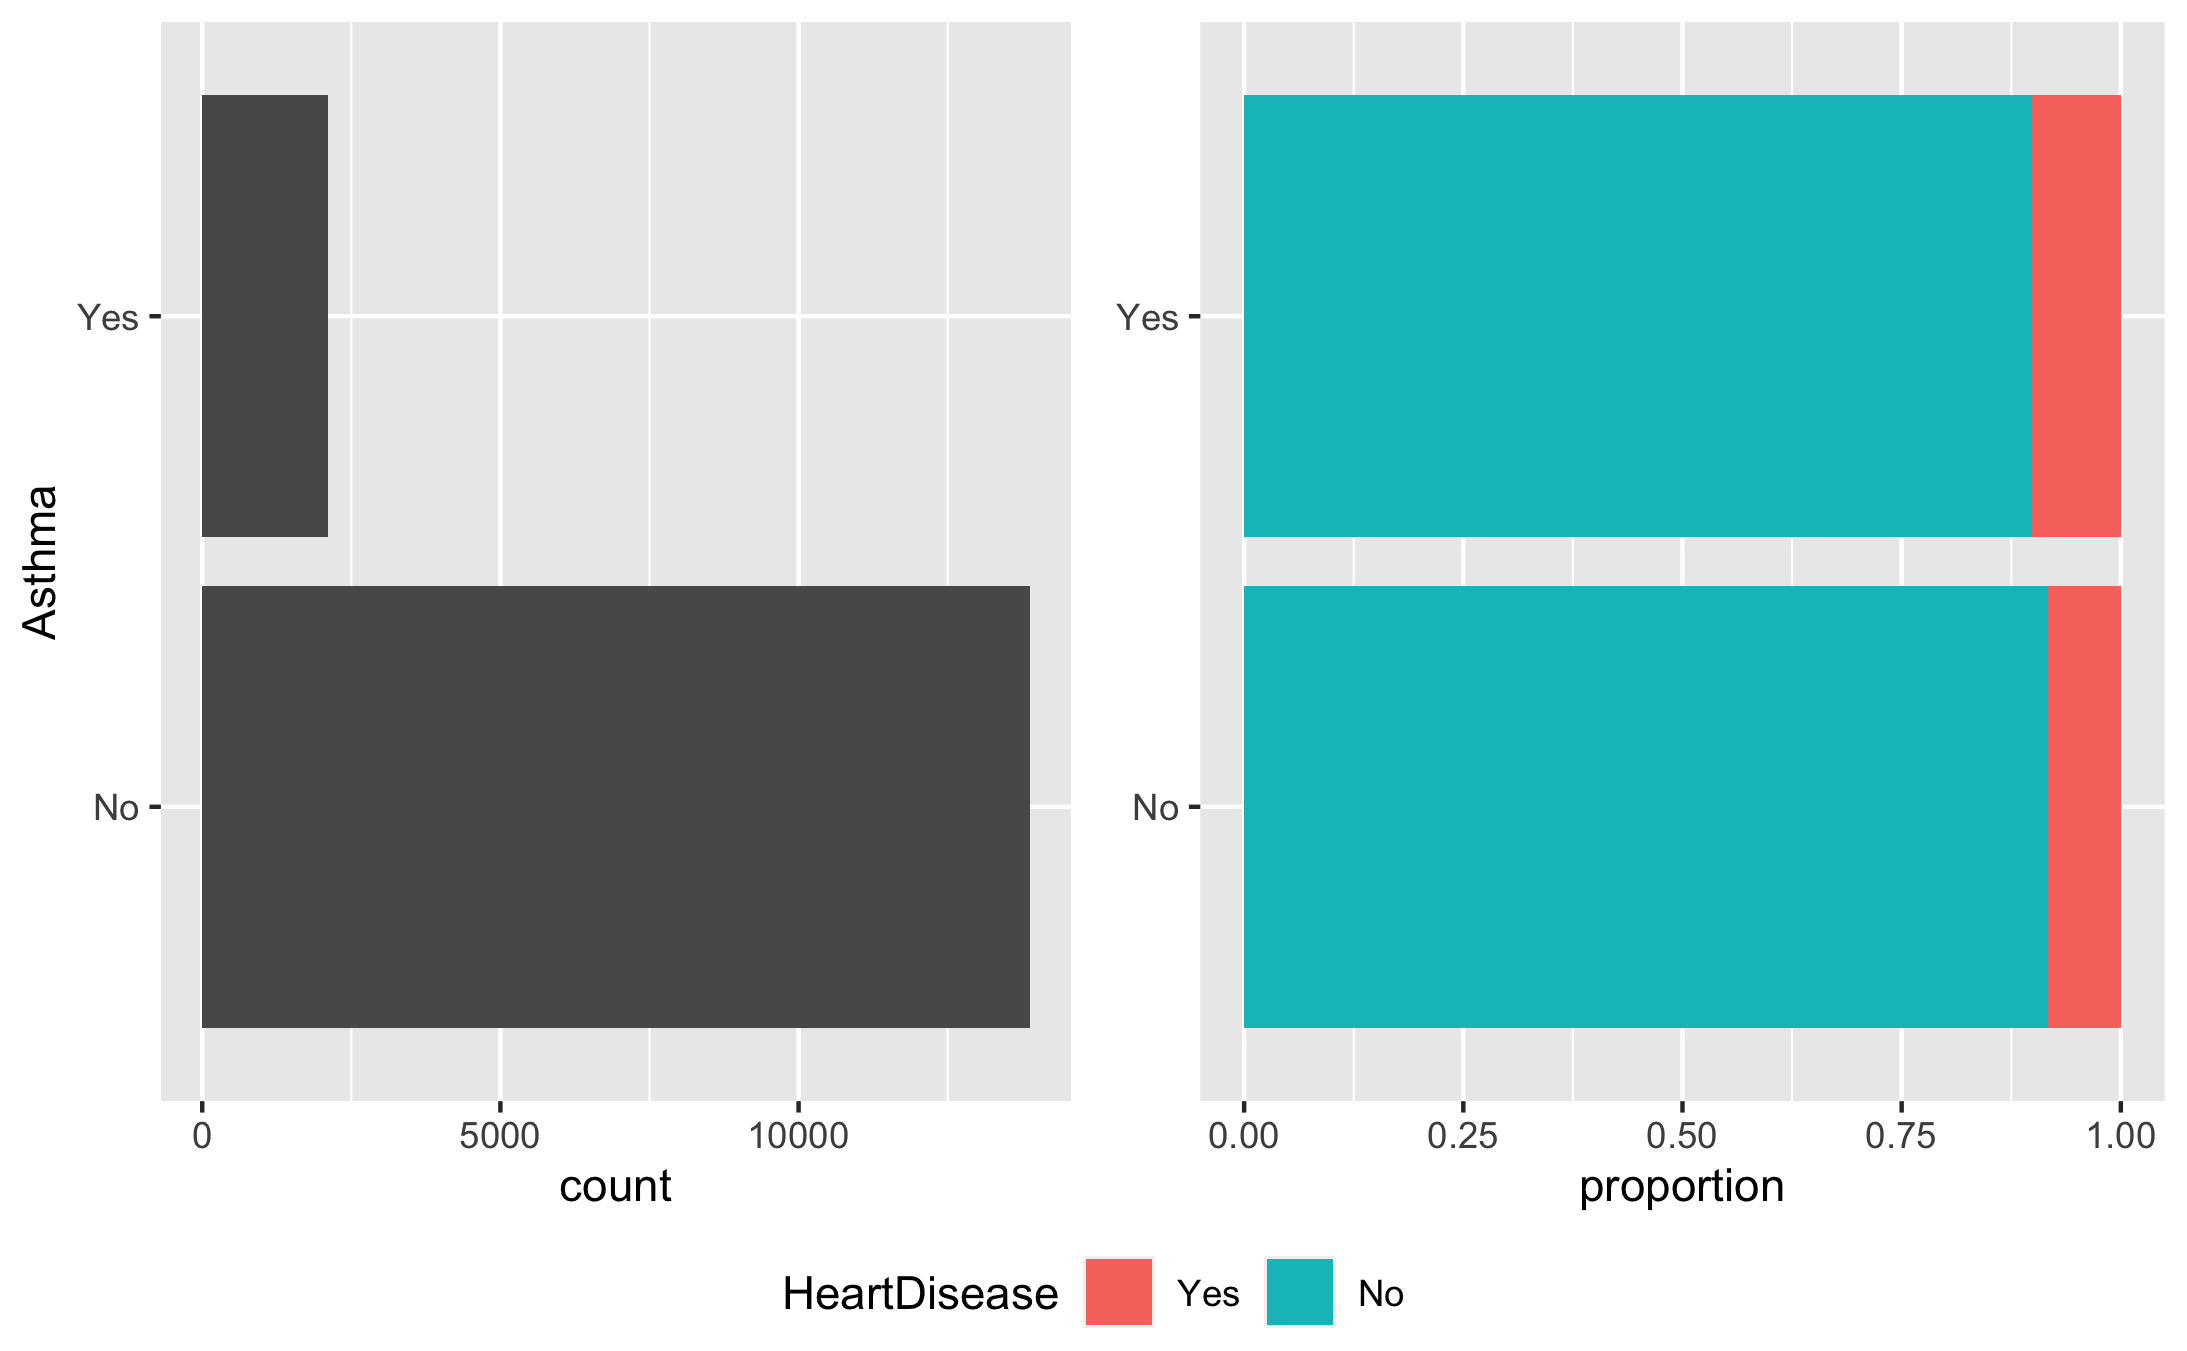 Asthma
Yes
No
0 5000 10000
count
Yes
No
0.00 0.25 0.50 0.75 1.00
proportion
HeartDisease Yes No